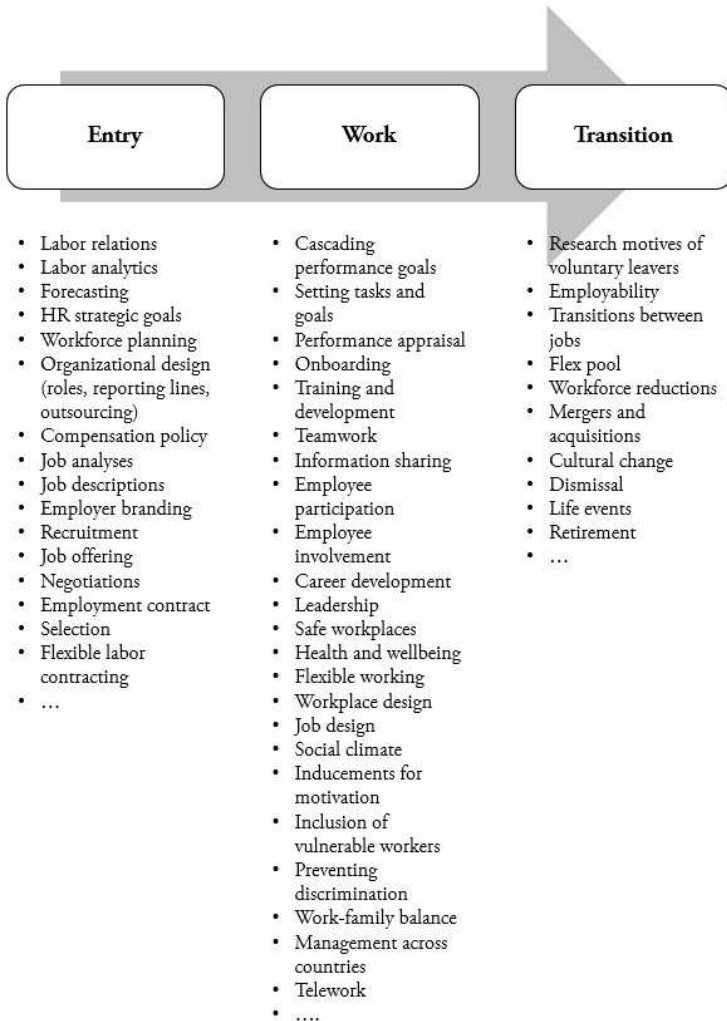 Entry
Work
Transition
• Labor relations
• Labor analytics
• Forecasting
• HR strategic goals
• Workforce planning
• Organizational design
(roles, reporting lines,
outsourcing)
• Compensation policy
• Job analyses
• Job descriptions
• Employer branding
• Recruitment
• Job offering
• Negotiations
• Employment contract
• Selection
• Flexible labor
contracting
• …
• Cascading
performance goals
• Setting tasks and
goals
• Performance appraisal
• Onboarding
• Training and
development
• Teamwork
• Information sharing
• Employee
participation
• Employee
involvement
• Career development
• Leadership
• Safe workplaces
• Health and wellbeing
• Flexible working
• Workplace design
• Job design
• Social climate
• Inducements for
motivation
• Inclusion of
vulnerable workers
• Preventing
discrimination
• Work-family balance
• Management across
countries
• Telework
• ….
• Research motives of
voluntary leavers
• Employability
• Transitions between
jobs
• Flex pool
• Workforce reductions
• Mergers and
acquisitions
• Cultural change
• Dismissal
• Life events
• Retirement
• …